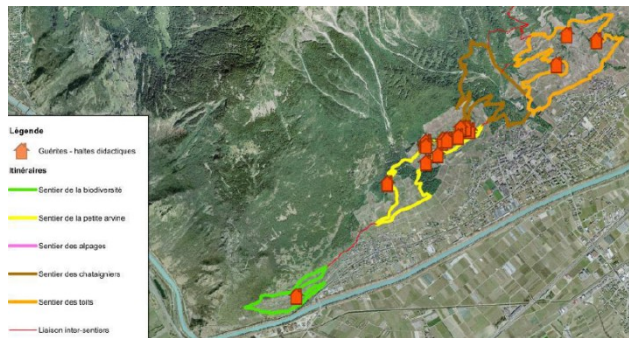 Légende
Guérites - haltes didactiques
Itinéraires
Sentier de la biodiversité
Sentier de la petite arvine
Sentier des alpages
Sentier des chataigniers
Sentier des toits
Liaison inter-sentiers